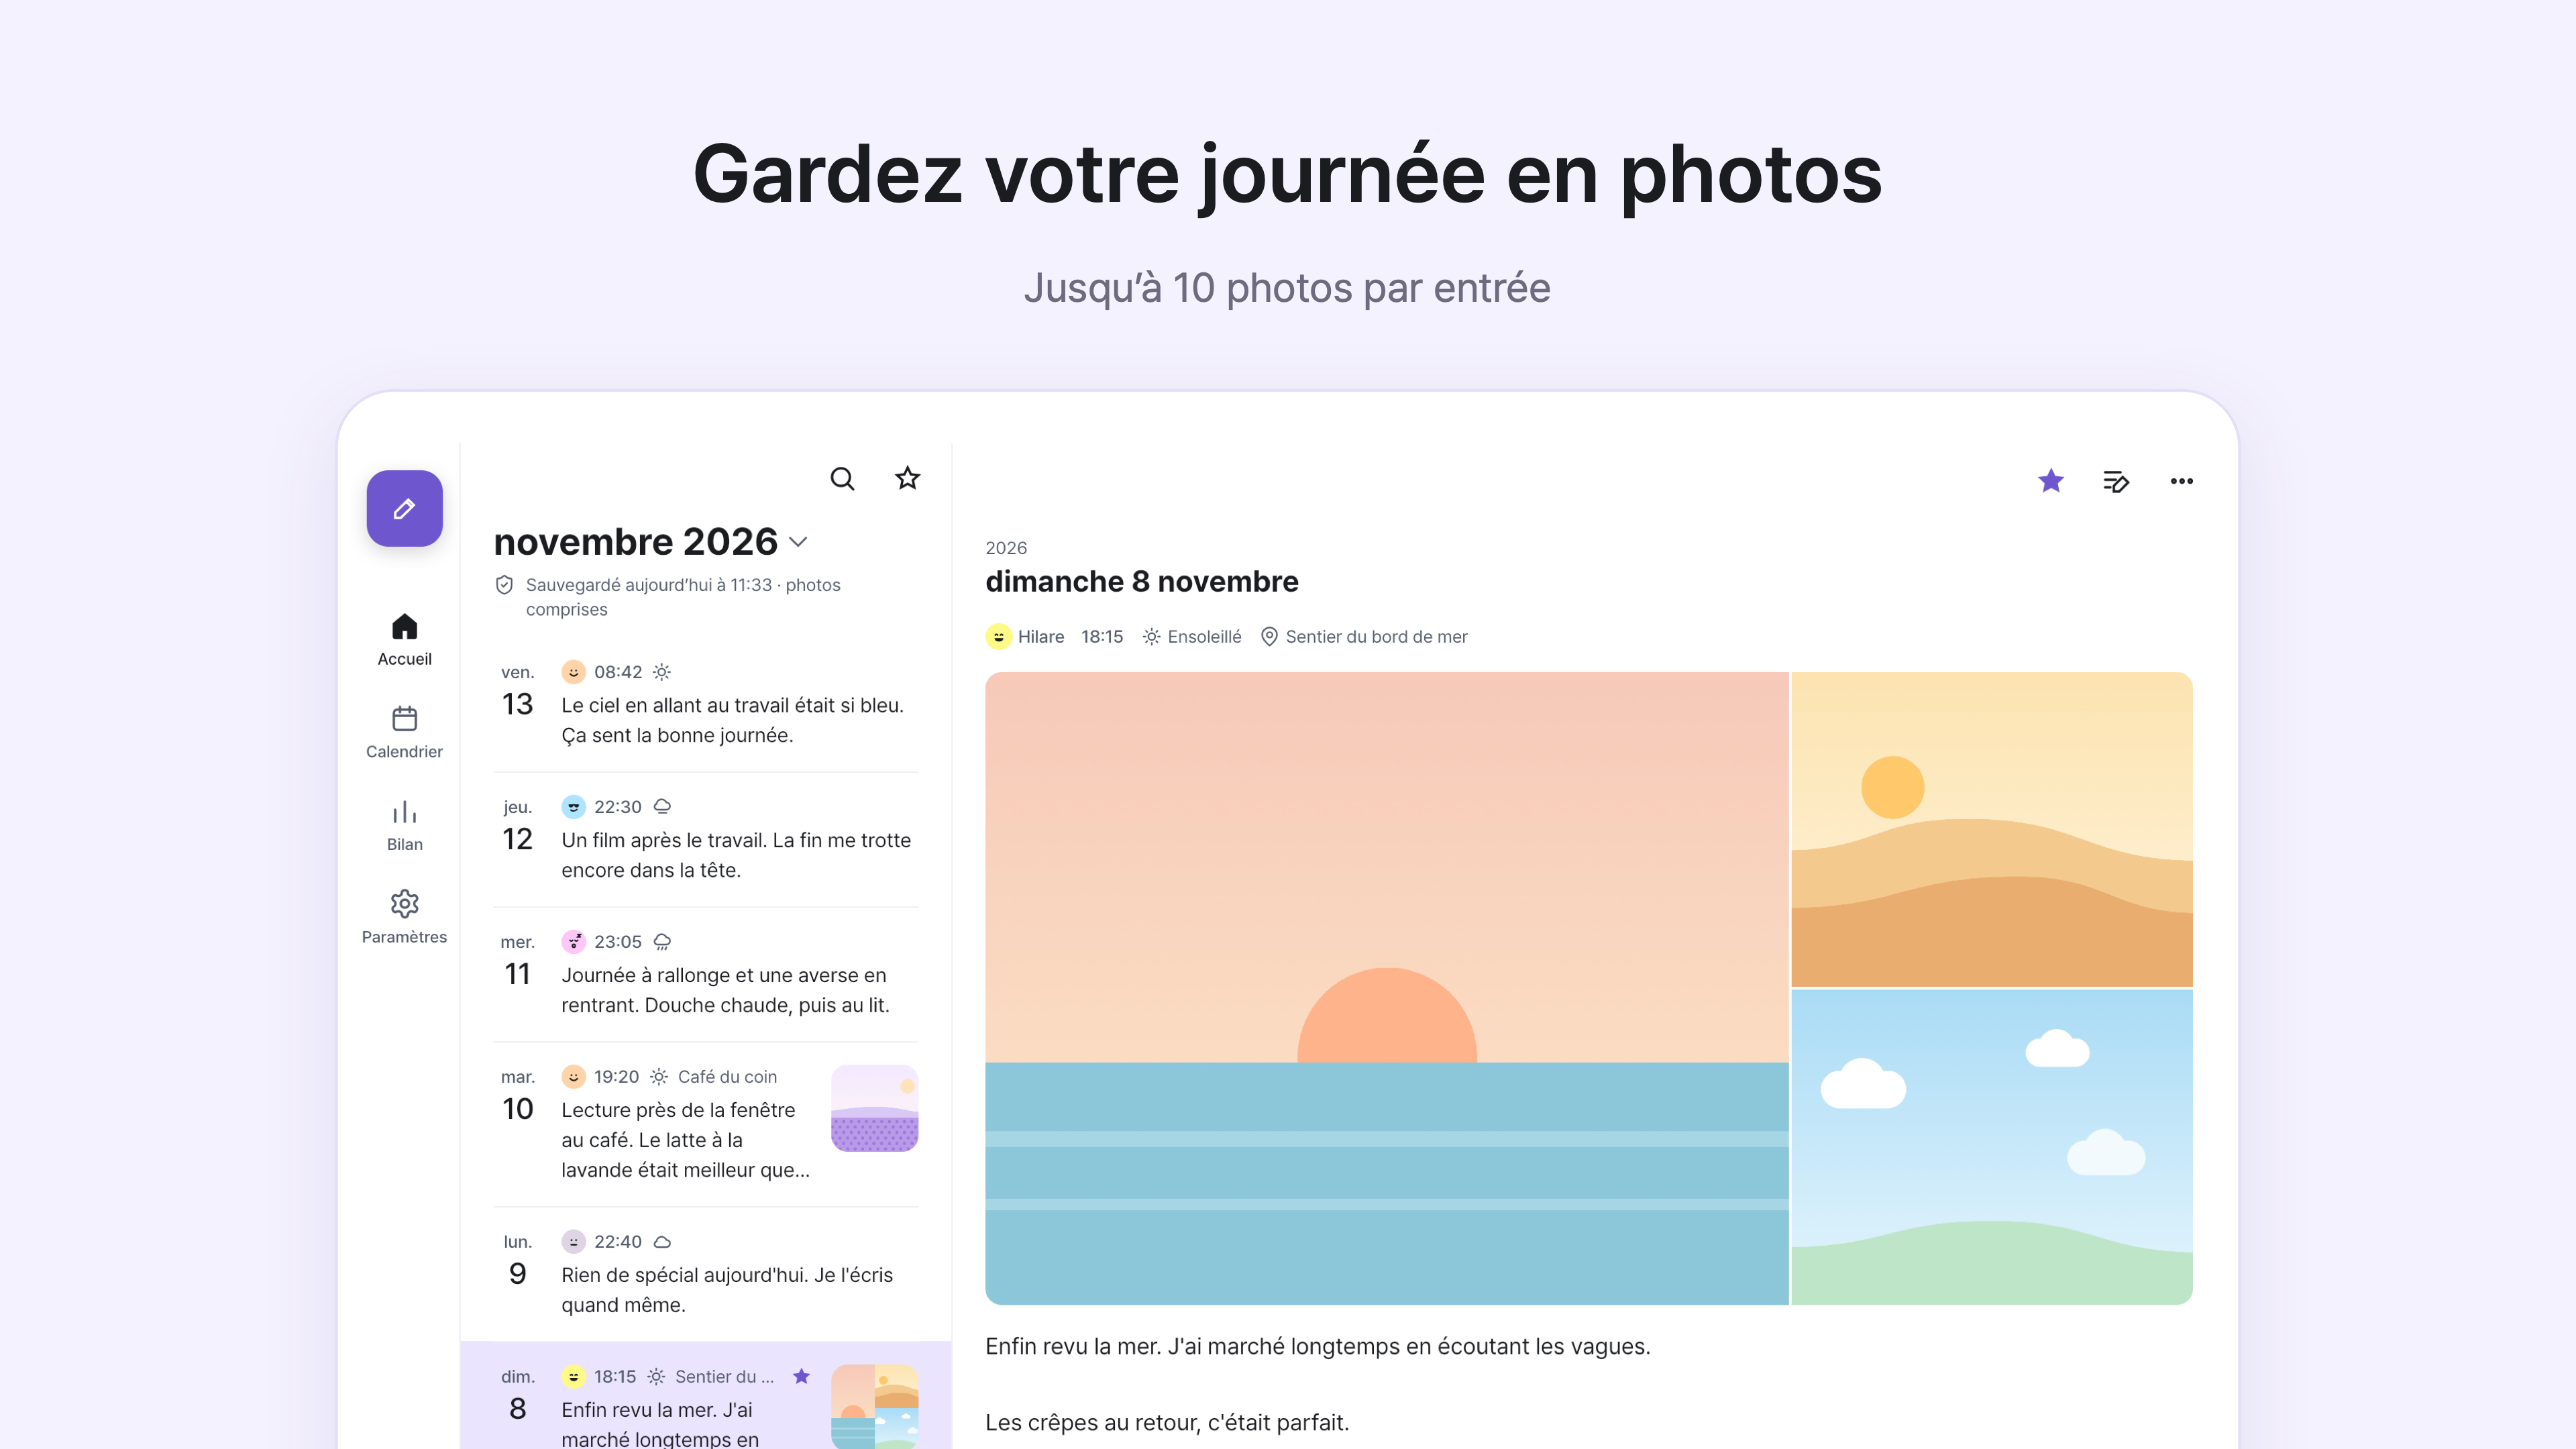 Gardez votre journée en photos
Jusqu’à 10 photos par entrée
Accueil
Calendrier
Bilan
Paramètres
novembre 2026
Sauvegardé aujourd’hui à 11:33 · photos
comprises
ven.
13
08:42
Le ciel en allant au travail était si bleu.
Ça sent la bonne journée.
jeu.
12
22:30
Un film après le travail. La fin me trotte
encore dans la tête.
mer.
11
23:05
Journée à rallonge et une averse en
rentrant. Douche chaude, puis au lit.
mar.
10
19:20 Café du coin
Lecture près de la fenêtre
au café. Le latte à la
lavande était meilleur que...
lun.
9
22:40
Rien de spécial aujourd'hui. Je l'écris
quand même.
dim.
8
18:15 Sentier du ...
Enfin revu la mer. J'ai
marché longtemps en
2026
dimanche 8 novembre
Hilare 18:15 Ensoleillé Sentier du bord de mer
Enfin revu la mer. J'ai marché longtemps en écoutant les vagues.
Les crêpes au retour, c'était parfait.